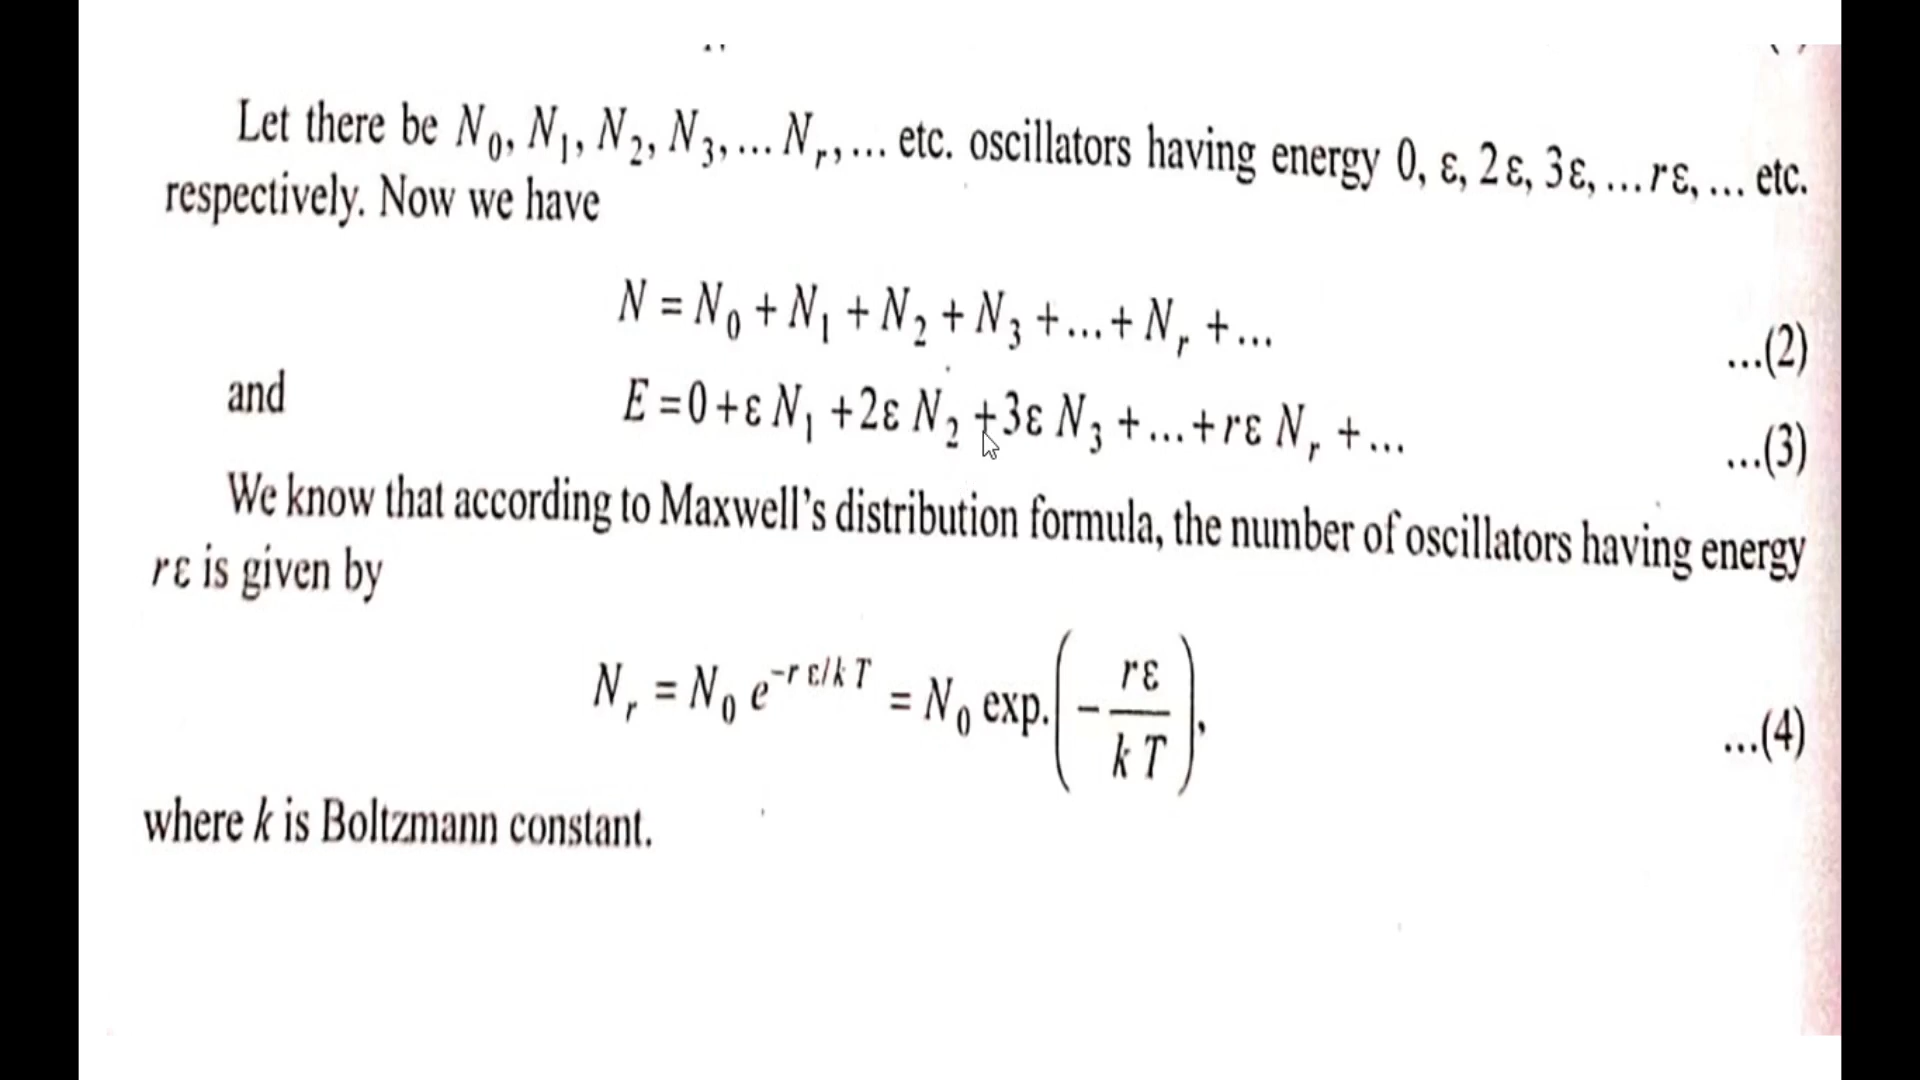 Let there be N₀, N₁, N₂, N₃, ... Nᵣ, ... etc. oscillators having energy 0, ε, 2ε, 3ε, ... rε, ... etc.
respectively. Now we have
N = N₀ + N₁ + N₂ + N₃ + ... + Nᵣ + ... ...(2)
and E = 0 + ε N₁ + 2ε N₂ + 3ε N₃ + ... + rε Nᵣ + ... ...(3)
We know that according to Maxwell's distribution formula, the number of oscillators having energy
rε is given by
Nᵣ = N₀ e^(-r ε/k T) = N₀ exp. (- rε / k T), ...(4)
where k is Boltzmann constant.